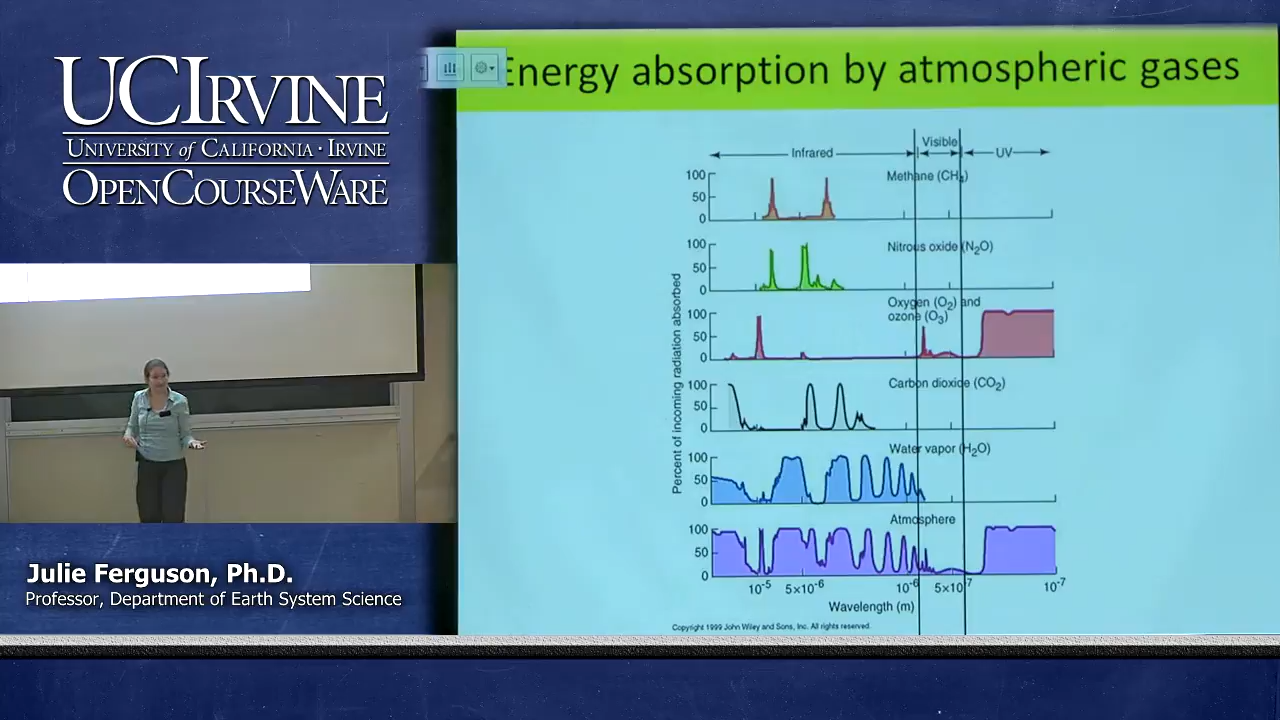 UCIRVINE
UNIVERSITY of CALIFORNIA · IRVINE
OPENCOURSEWARE
Julie Ferguson, Ph.D.
Professor, Department of Earth System Science
Energy absorption by atmospheric gases
Infrared
Visible
UV
Percent of incoming radiation absorbed
100
50
0
Methane (CH4)
100
50
0
Nitrous oxide (N2O)
100
50
0
Oxygen (O2) and
ozone (O3)
100
50
0
Carbon dioxide (CO2)
100
50
0
Water vapor (H2O)
100
50
0
Atmosphere
10-5 5×10-6 10-6 5×10-7 10-7
Wavelength (m)
Copyright 1999 John Wiley and Sons, Inc. All rights reserved.